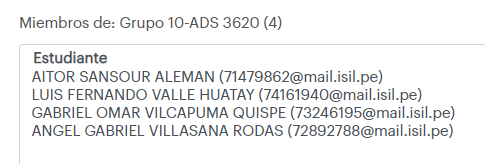 Miembros de: Grupo 10-ADS 3620 (4)
Estudiante
AITOR SANSOUR ALEMAN (71479862@mail.isil.pe)
LUIS FERNANDO VALLE HUATAY (74161940@mail.isil.pe)
GABRIEL OMAR VILCAPUMA QUISPE (73246195@mail.isil.pe)
ANGEL GABRIEL VILLASANA RODAS (72892788@mail.isil.pe)